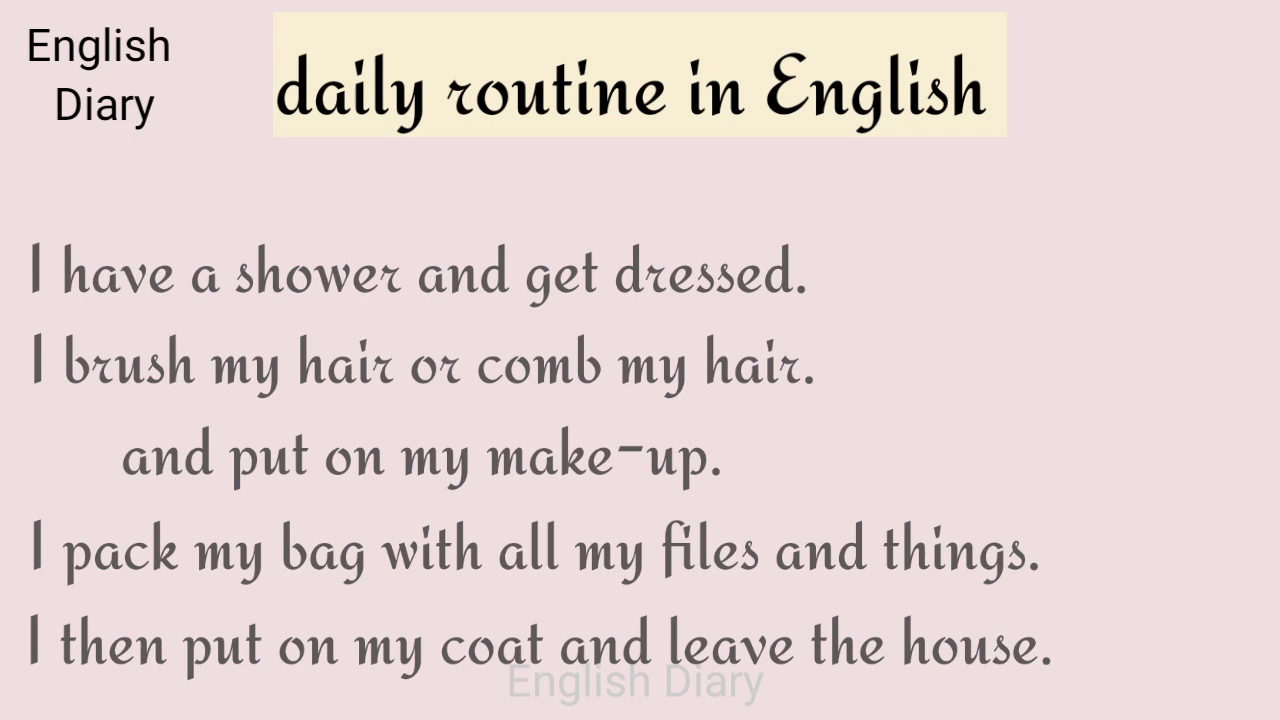 English
Diary
daily routine in English
I have a shower and get dressed.
I brush my hair or comb my hair.
and put on my make-up.
I pack my bag with all my files and things.
I then put on my coat and leave the house.
English Diary